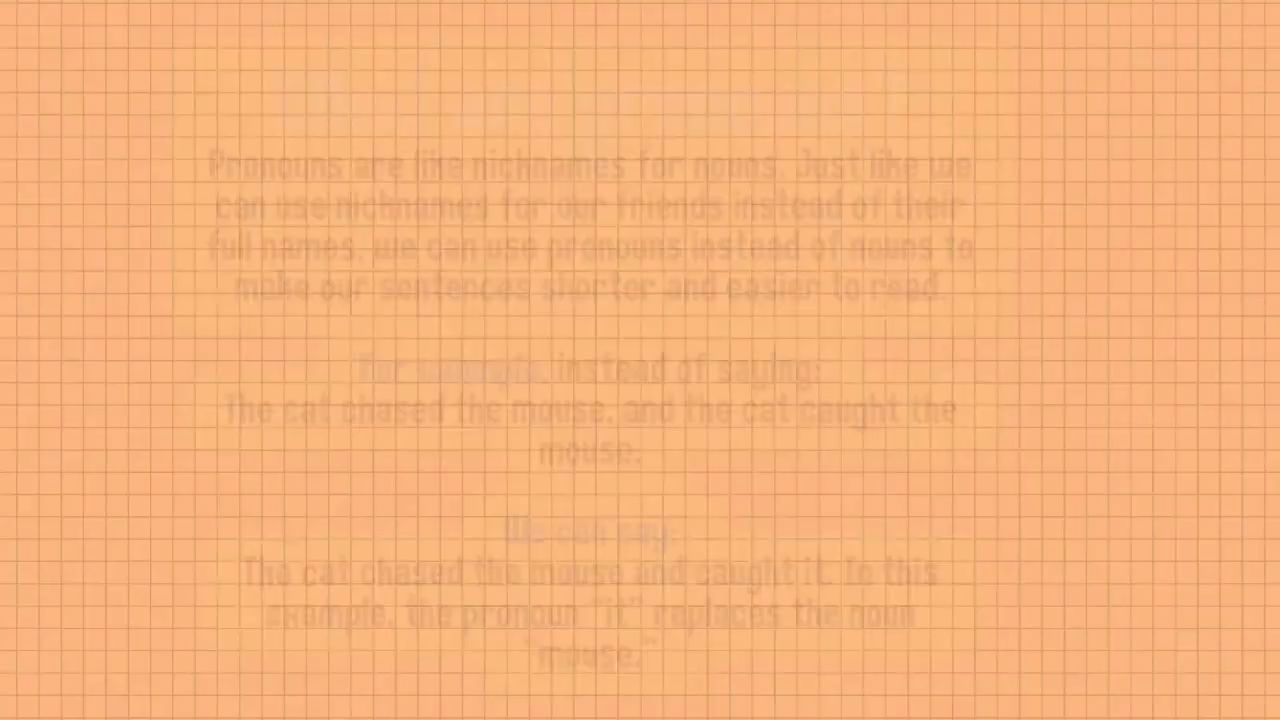 Pronouns are like nicknames for nouns. Just like we
can use nicknames for our friends instead of their
full names, we can use pronouns instead of nouns to
make our sentences shorter and easier to read.
For example, instead of saying:
The cat chased the mouse, and the cat caught the
mouse.
We can say:
The cat chased the mouse and caught it. In this
example, the pronoun "it" replaces the noun
"mouse."